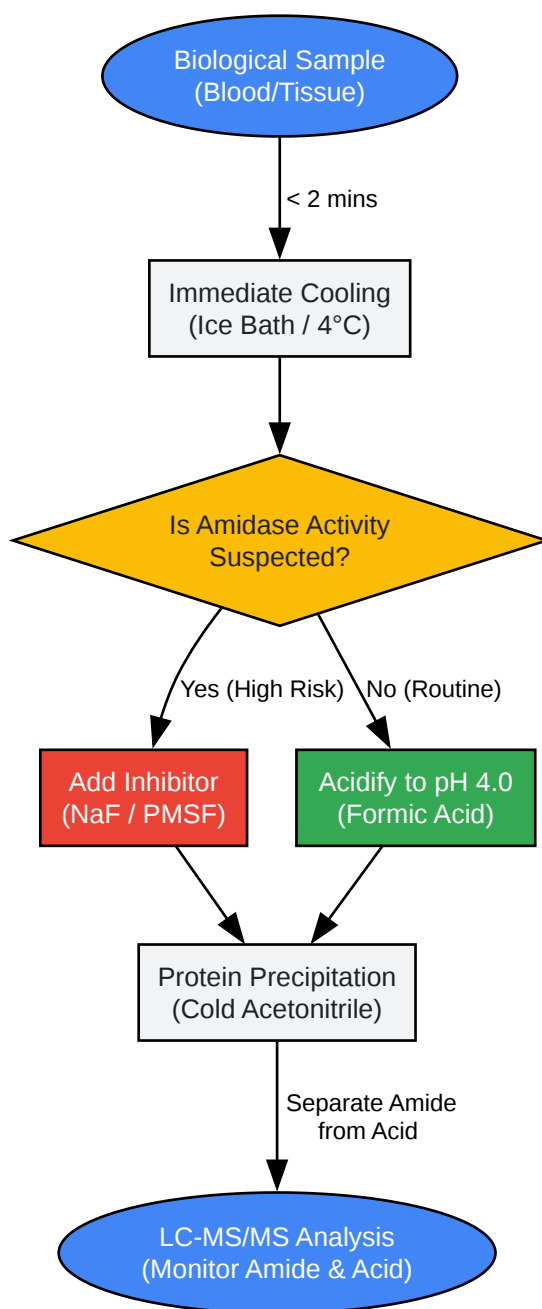 Biological Sample
(Blood/Tissue)
< 2 mins
Immediate Cooling
(Ice Bath / 4°C)
Is Amidase Activity
Suspected?
Yes (High Risk)
No (Routine)
Add Inhibitor
(NaF / PMSF)
Acidify to pH 4.0
(Formic Acid)
Protein Precipitation
(Cold Acetonitrile)
Separate Amide
from Acid
LC-MS/MS Analysis
(Monitor Amide & Acid)